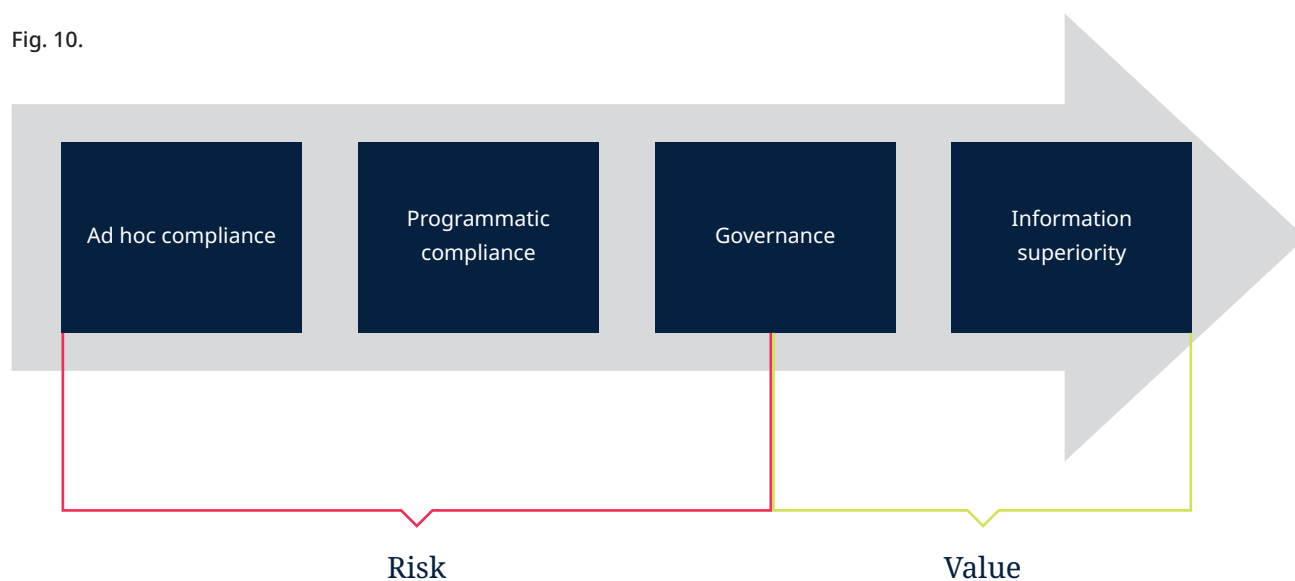 Fig. 10.
Ad hoc compliance
Programmatic
compliance
Governance
Information
superiority
Risk
Value